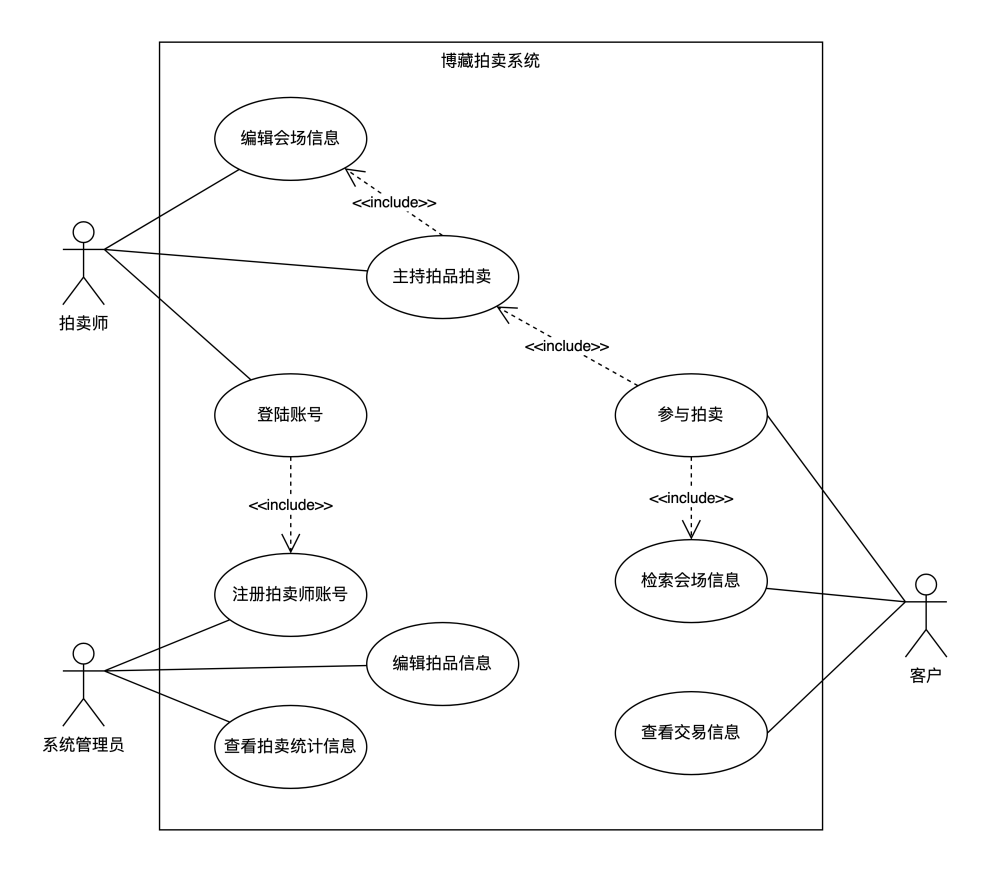 博藏拍卖系统
编辑会场信息
<<include>>
主持拍品拍卖
拍卖师
<<include>>
登陆账号
参与拍卖
<<include>>
<<include>>
注册拍卖师账号
检索会场信息
编辑拍品信息
客户
系统管理员
查看拍卖统计信息
查看交易信息